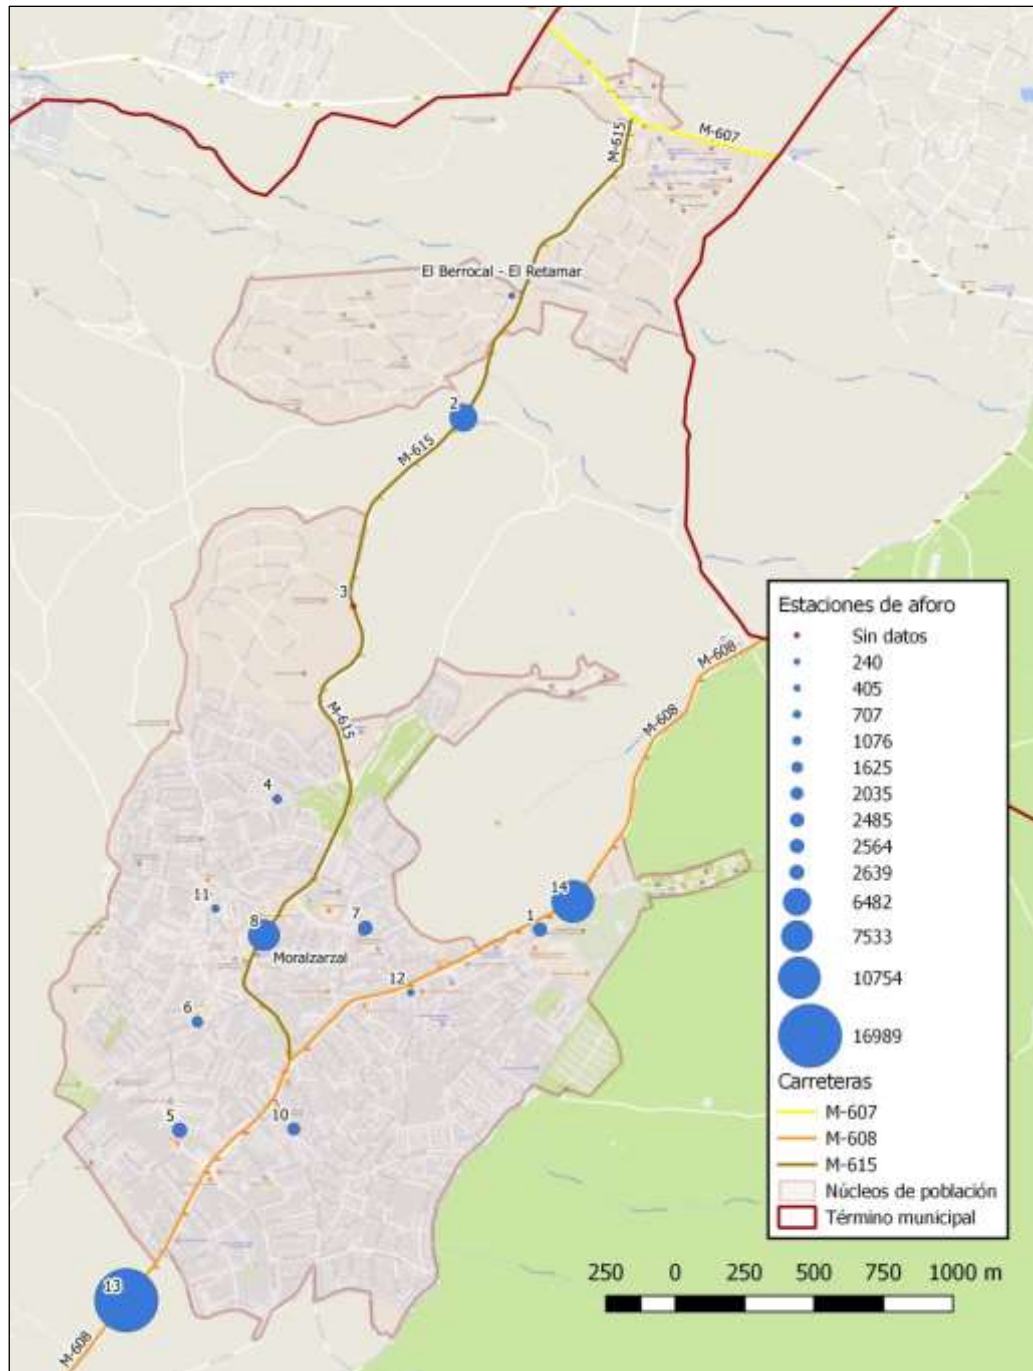 M-607
M-615
El Berrocal - El Retamar
2
M-615
3
M-608
M-608
M-615
4
14
11
8
7
1
Moralzarzal
12
6
5
10
13
M-608
Estaciones de aforo
Sin datos
240
405
707
1076
1625
2035
2485
2564
2639
6482
7533
10754
16989
Carreteras
M-607
M-608
M-615
Núcleos de población
Término municipal
250 0 250 500 750 1000 m